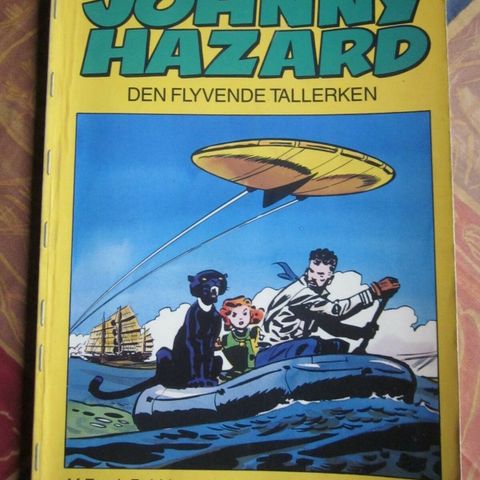 JOHNNY
HAZARD
DEN FLYVENDE TALLERKEN